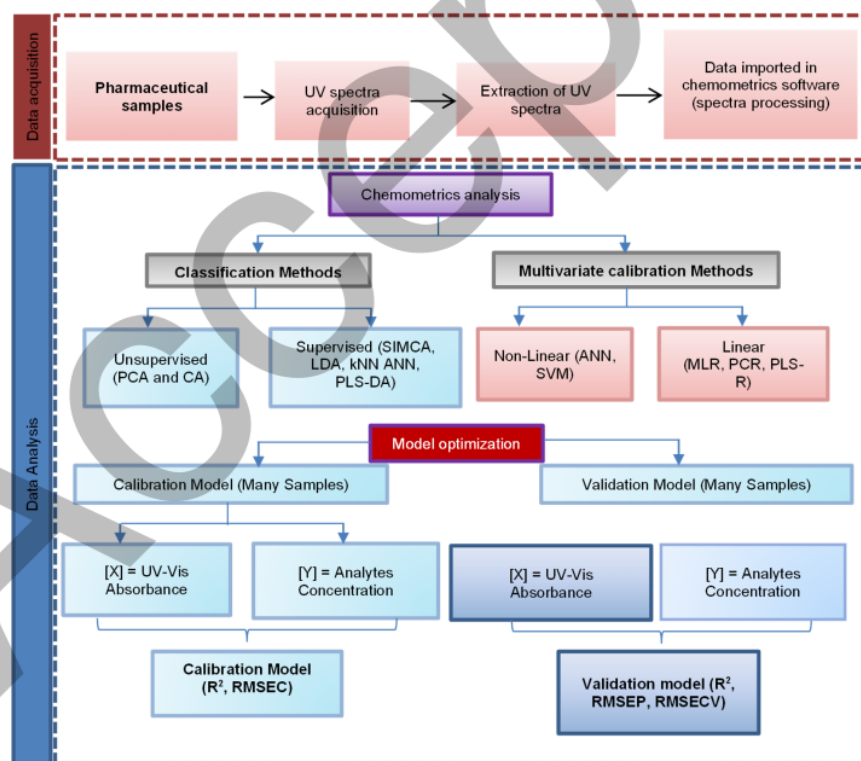 Data acquisition
Pharmaceutical
samples
UV spectra
acquisition
Extraction of UV
spectra
Data imported in
chemometrics software
(spectra processing)
Data Analysis
Chemometrics analysis
Classification Methods
Multivariate calibration Methods
Unsupervised
(PCA and CA)
Supervised (SIMCA,
LDA, kNN ANN,
PLS-DA)
Non-Linear (ANN,
SVM)
Linear
(MLR, PCR, PLS-
R)
Model optimization
Calibration Model (Many Samples)
Validation Model (Many Samples)
[X] = UV-Vis
Absorbance
[Y] = Analytes
Concentration
[X] = UV-Vis
Absorbance
[Y] = Analytes
Concentration
Calibration Model
(R², RMSEC)
Validation model (R²,
RMSEP, RMSECV)
Accep